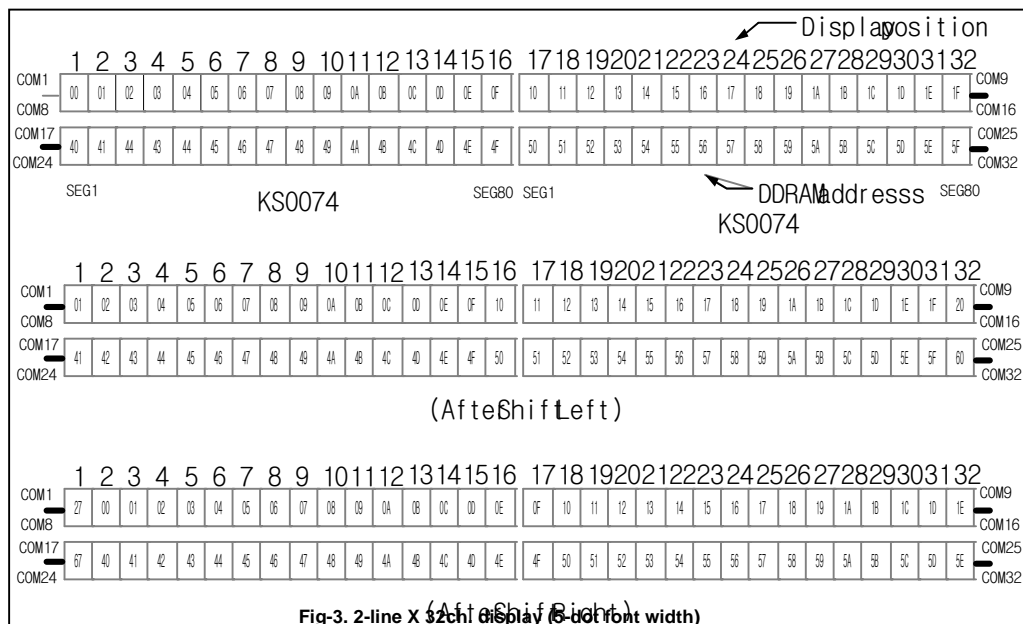 Display position
1 2 3 4 5 6 7 8 9 10 11 12 13 14 15 16 17 18 19 20 21 22 23 24 25 26 27 28 29 30 31 32
COM1 00 01 02 03 04 05 06 07 08 09 0A 0B 0C 0D 0E 0F 10 11 12 13 14 15 16 17 18 19 1A 1B 1C 1D 1E 1F COM9
COM8 COM16
COM17 40 41 44 43 44 45 46 47 48 49 4A 4B 4C 4D 4E 4F 50 51 52 53 54 55 56 57 58 59 5A 5B 5C 5D 5E 5F COM25
COM24 COM32
SEG1 SEG80 SEG1 SEG80
KS0074 DDRAM addresss
KS0074
1 2 3 4 5 6 7 8 9 10 11 12 13 14 15 16 17 18 19 20 21 22 23 24 25 26 27 28 29 30 31 32
COM1 01 02 03 04 05 06 07 08 09 0A 0B 0C 0D 0E 0F 10 11 12 13 14 15 16 17 18 19 1A 1B 1C 1D 1E 1F 20 COM9
COM8 COM16
COM17 41 42 43 44 45 46 47 48 49 4A 4B 4C 4D 4E 4F 50 51 52 53 54 55 56 57 58 59 5A 5B 5C 5D 5E 5F 60 COM25
COM24 COM32
(After Shift Left)
1 2 3 4 5 6 7 8 9 10 11 12 13 14 15 16 17 18 19 20 21 22 23 24 25 26 27 28 29 30 31 32
COM1 27 00 01 02 03 04 05 06 07 08 09 0A 0B 0C 0D 0E 0F 10 11 12 13 14 15 16 17 18 19 1A 1B 1C 1D 1E COM9
COM8 COM16
COM17 67 40 41 42 43 44 45 46 47 48 49 4A 4B 4C 4D 4E 4F 50 51 52 53 54 55 56 57 58 59 5A 5B 5C 5D 5E COM25
COM24 COM32
(After Shift Right)
Fig-3. 2-line X 32ch. display (5-dot font width)